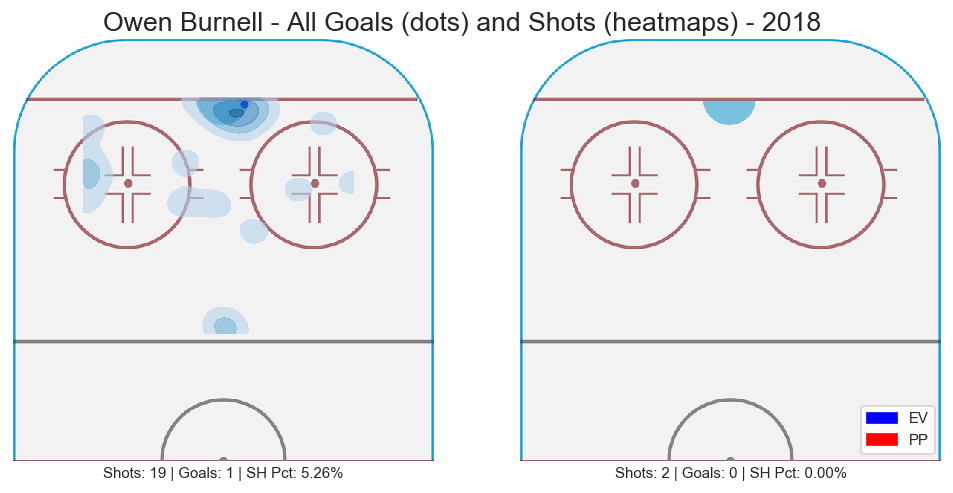 Owen Burnell - All Goals (dots) and Shots (heatmaps) - 2018
EV
PP
Shots: 19 | Goals: 1 | SH Pct: 5.26%
Shots: 2 | Goals: 0 | SH Pct: 0.00%